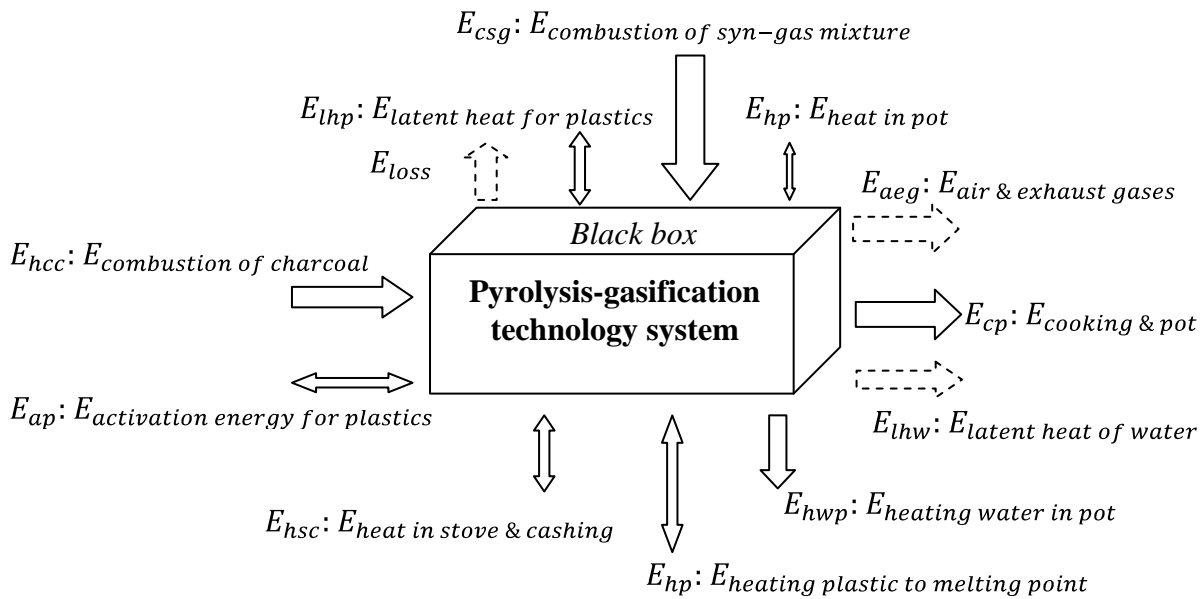 E_csg: E_combustion of syn−gas mixture
E_lhp: E_latent heat for plastics
E_hp: E_heat in pot
E_loss
E_aeg: E_air & exhaust gases
Black box
E_hcc: E_combustion of charcoal
Pyrolysis-gasification
technology system
E_cp: E_cooking & pot
E_ap: E_activation energy for plastics
E_lhw: E_latent heat of water
E_hwp: E_heating water in pot
E_hsc: E_heat in stove & cashing
E_hp: E_heating plastic to melting point